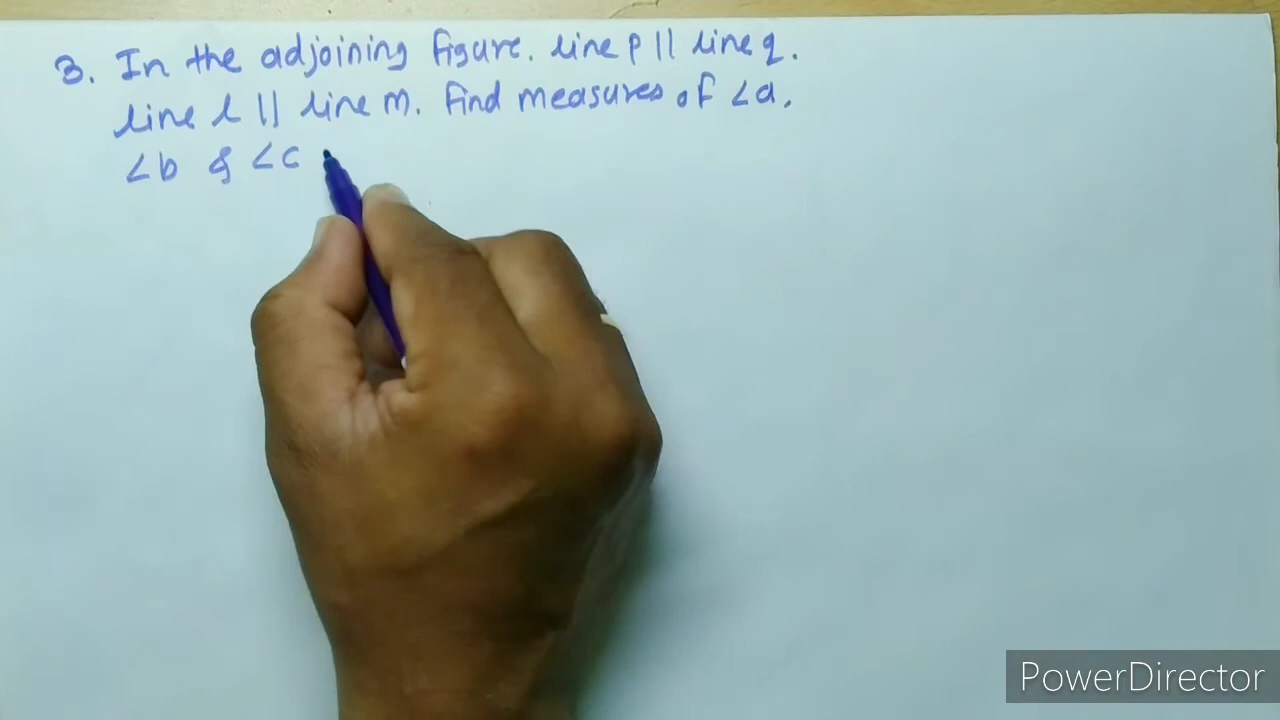 3. In the adjoining figure. line p || line q.
line l || line m. Find measures of ∠a,
∠b & ∠c
PowerDirector